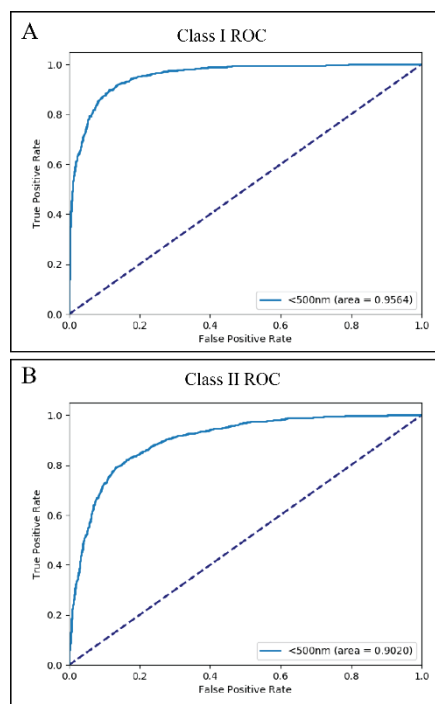 A
Class I ROC
1.0
0.8
0.6
0.4
0.2
0.0
True Positive Rate
<500nm (area = 0.9564)
0.0 0.2 0.4 0.6 0.8 1.0
False Positive Rate
B
Class II ROC
1.0
0.8
0.6
0.4
0.2
0.0
True Positive Rate
<500nm (area = 0.9020)
0.0 0.2 0.4 0.6 0.8 1.0
False Positive Rate